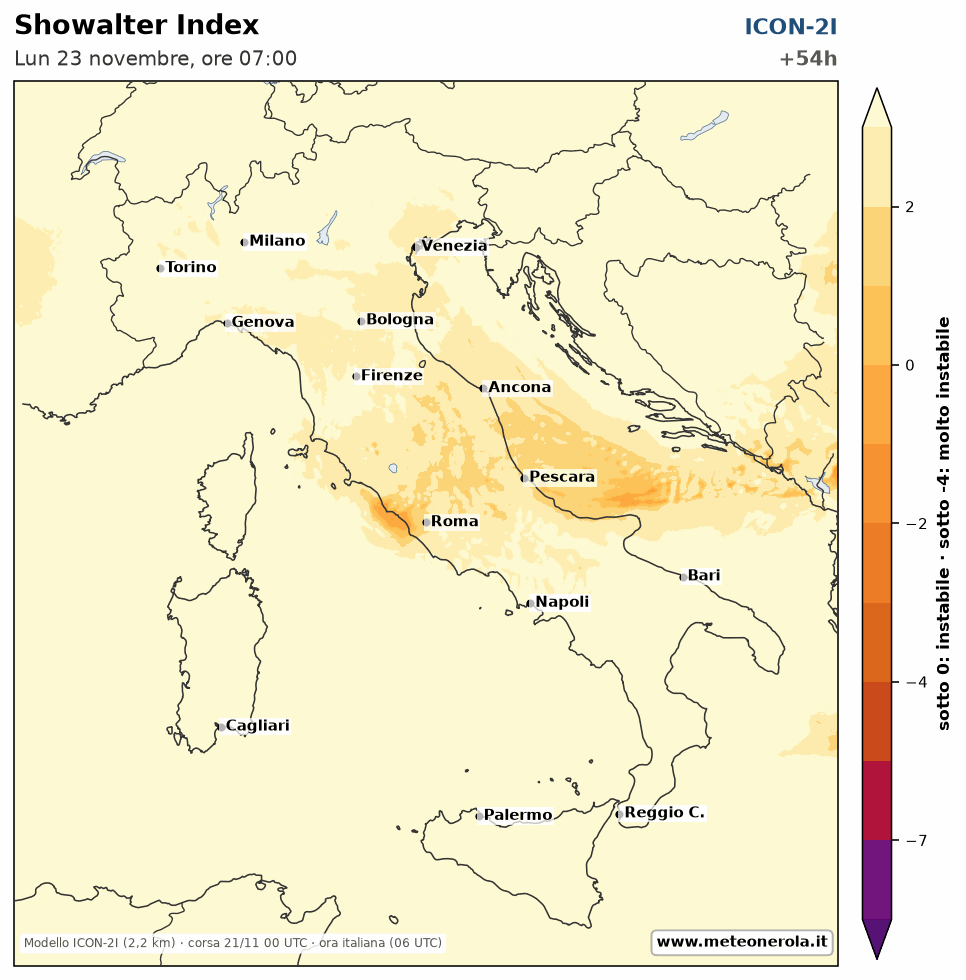 Showalter Index
ICON-2I
Lun 23 novembre, ore 07:00
+54h
Milano
Venezia
Torino
Genova
Bologna
Firenze
Ancona
Pescara
Roma
Bari
Napoli
Cagliari
Palermo
Reggio C.
2
0
−2
−4
−7
sotto 0: instabile · sotto -4: molto instabile
Modello ICON-2I (2,2 km) · corsa 21/11 00 UTC · ora italiana (06 UTC)
www.meteonerola.it